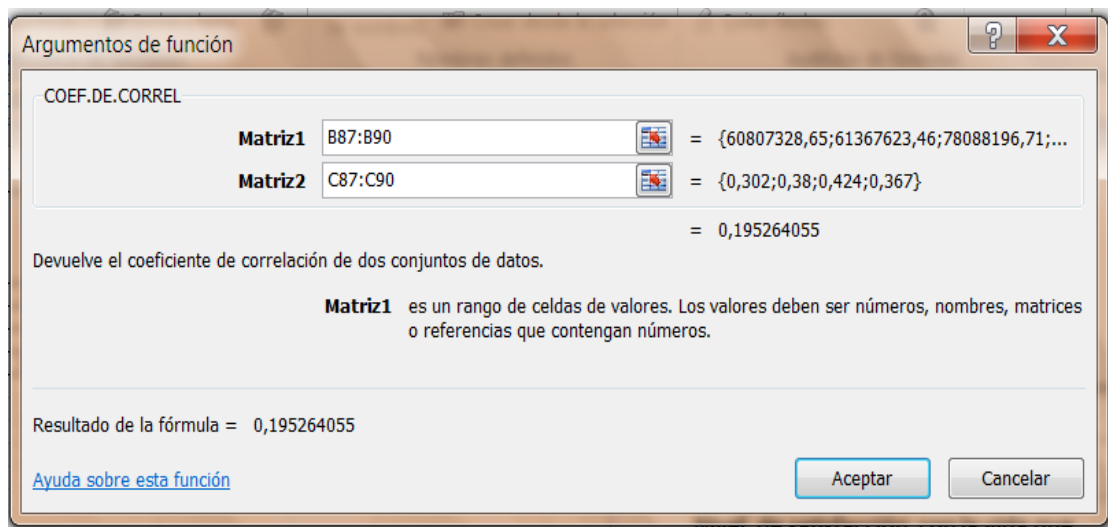 Argumentos de función
COEF.DE.CORREL
Matriz1 B87:B90 = {60807328,65;61367623,46;78088196,71;...
Matriz2 C87:C90 = {0,302;0,38;0,424;0,367}
= 0,195264055
Devuelve el coeficiente de correlación de dos conjuntos de datos.
Matriz1 es un rango de celdas de valores. Los valores deben ser números, nombres, matrices
o referencias que contengan números.
Resultado de la fórmula = 0,195264055
Ayuda sobre esta función
Aceptar Cancelar